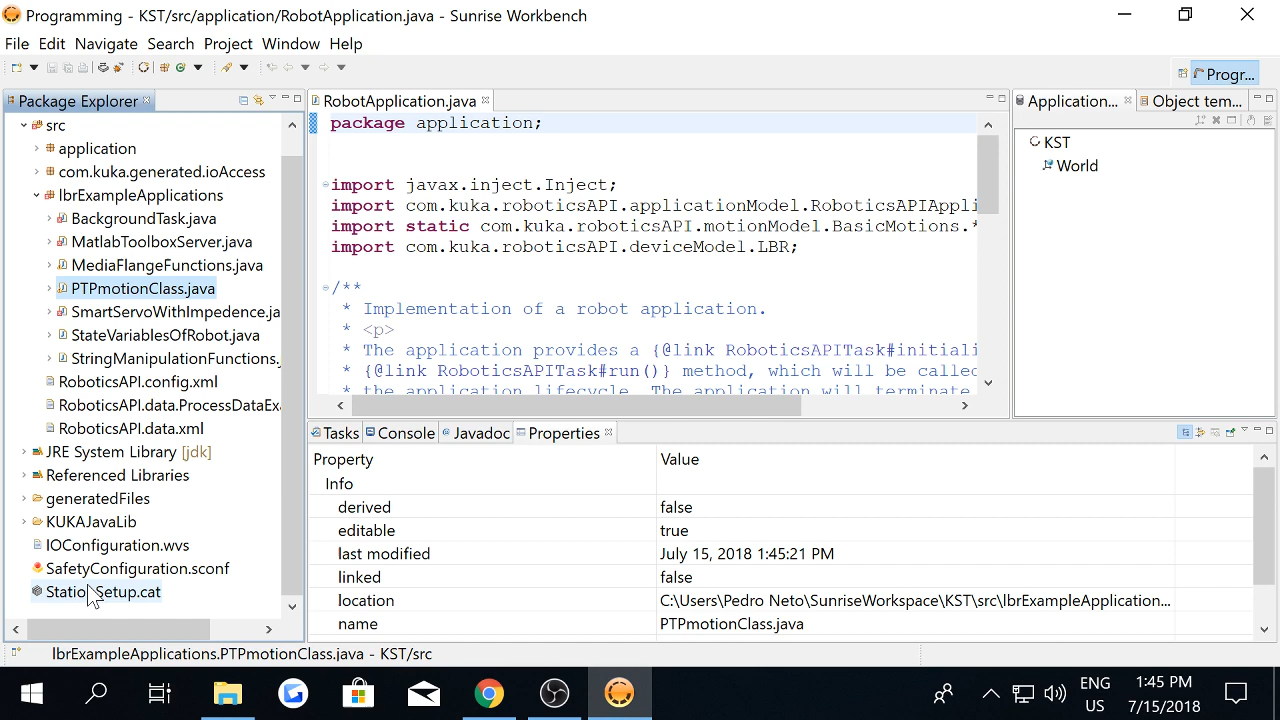 Programming - KST/src/application/RobotApplication.java - Sunrise Workbench
File Edit Navigate Search Project Window Help
Progr...
Package Explorer
src
application
com.kuka.generated.ioAccess
lbrExampleApplications
BackgroundTask.java
MatlabToolboxServer.java
MediaFlangeFunctions.java
PTPmotionClass.java
SmartServoWithImpedence.ja
StateVariablesOfRobot.java
StringManipulationFunctions.
RoboticsAPI.config.xml
RoboticsAPI.data.ProcessDataExa
RoboticsAPI.data.xml
JRE System Library [jdk]
Referenced Libraries
generatedFiles
KUKAJavaLib
IOConfiguration.wvs
SafetyConfiguration.sconf
StationSetup.cat
RobotApplication.java
package application;
import javax.inject.Inject;
import com.kuka.roboticsAPI.applicationModel.RoboticsAPIAppli
import static com.kuka.roboticsAPI.motionModel.BasicMotions.*
import com.kuka.roboticsAPI.deviceModel.LBR;
/**
* Implementation of a robot application.
* <p>
* The application provides a {@link RoboticsAPITask#initiali
* {@link RoboticsAPITask#run()} method, which will be called
* the application lifecycle. The application will terminate
Application... Object tem...
KST
World
Tasks Console @ Javadoc Properties
Property Value
Info
derived false
editable true
last modified July 15, 2018 1:45:21 PM
linked false
location C:\Users\Pedro Neto\SunriseWorkspace\KST\src\lbrExampleApplication...
name PTPmotionClass.java
lbrExampleApplications.PTPmotionClass.java - KST/src
ENG
US
1:45 PM
7/15/2018